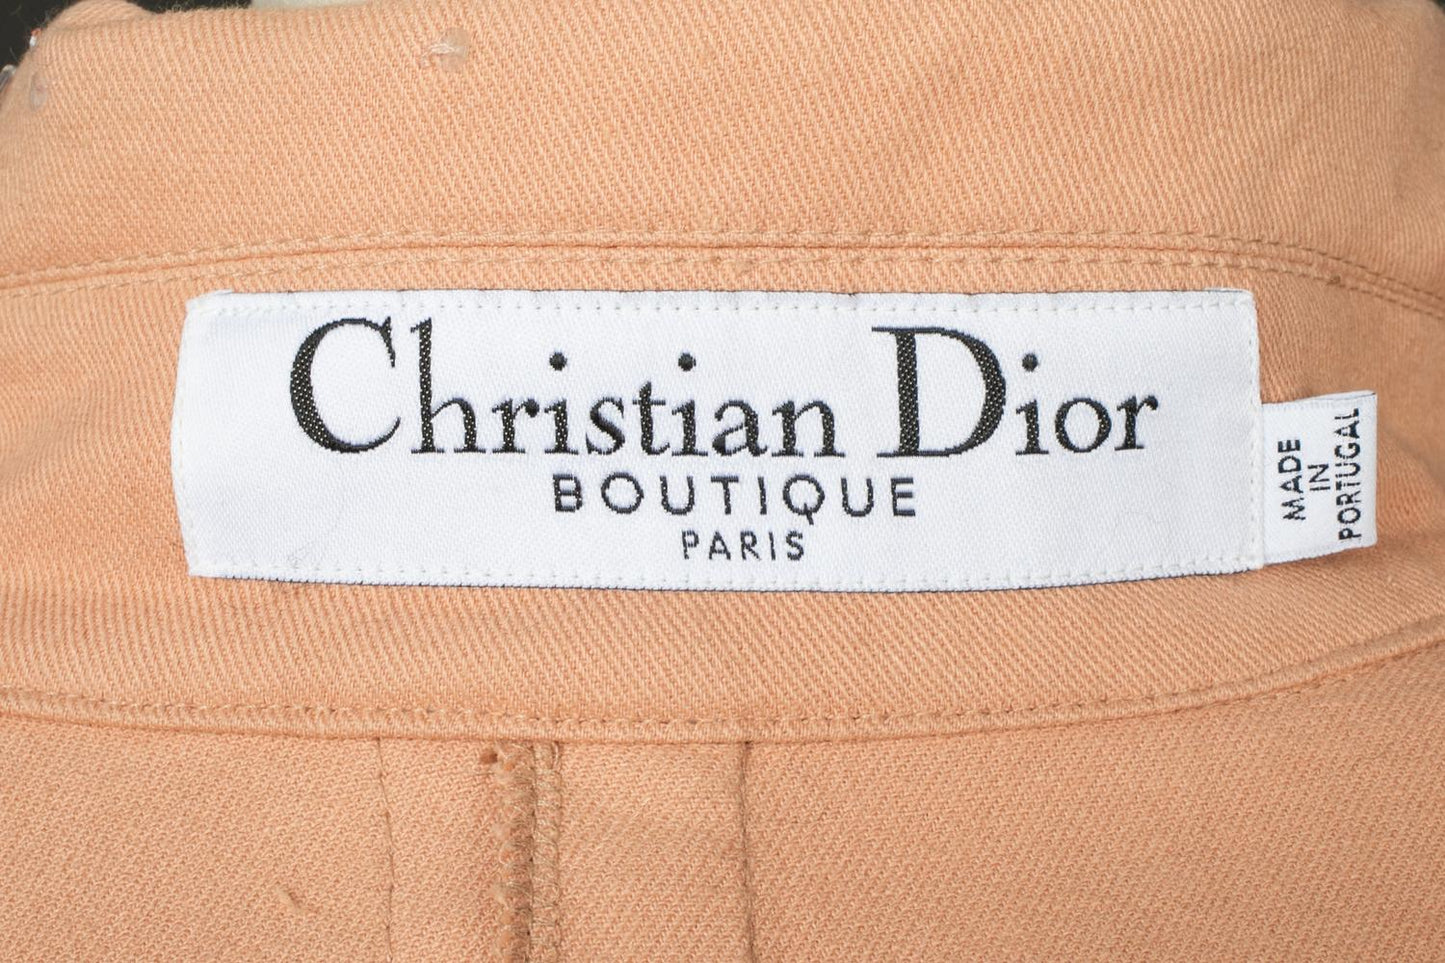 Christian Dior
BOUTIQUE
PARIS
MADE
IN
PORTUGAL